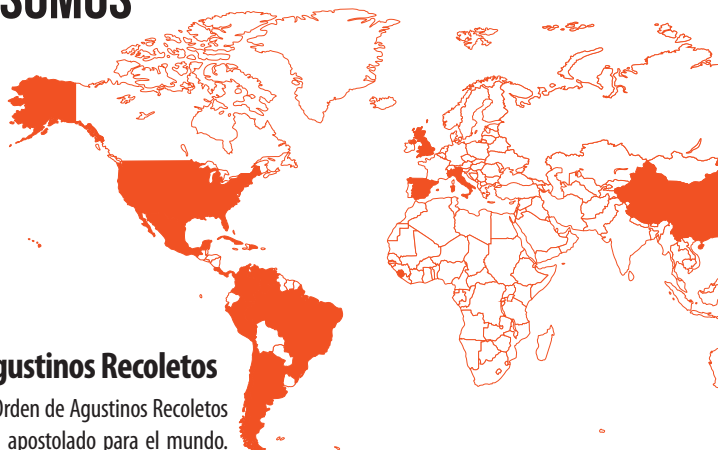 SOMOS
gustinos Recoletos
Orden de Agustinos Recoletos
apostolado para el mundo.